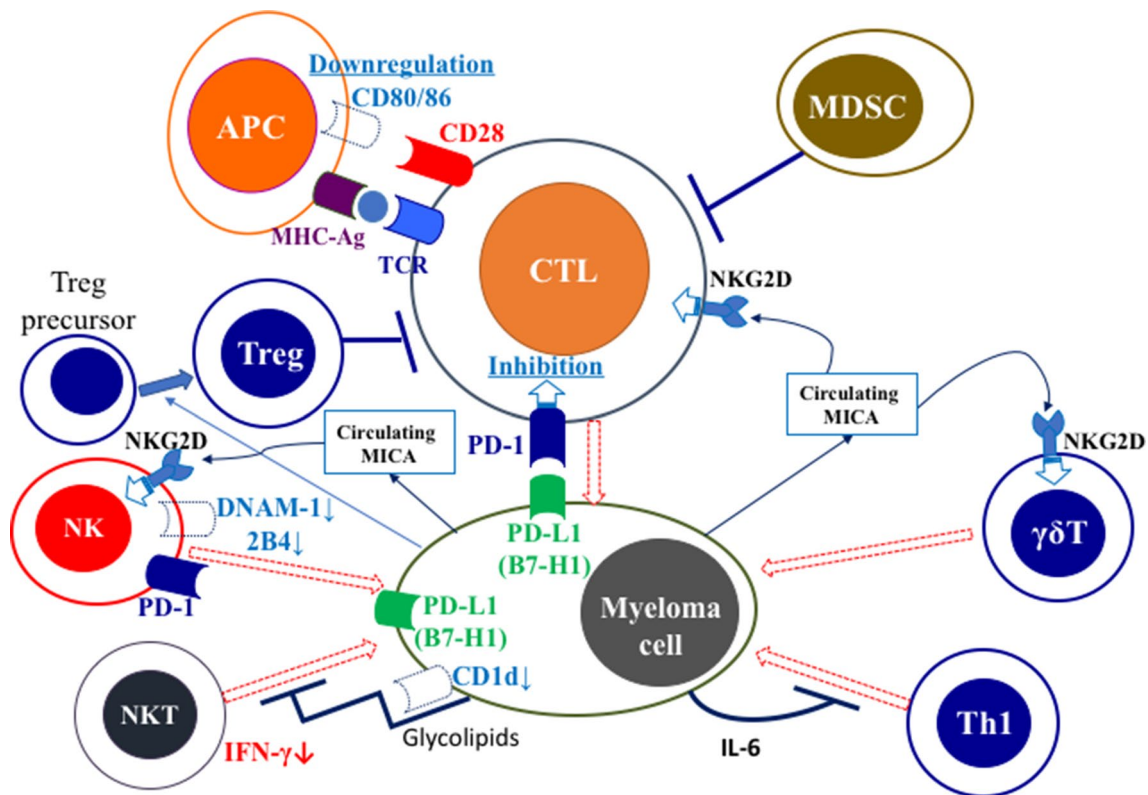 Downregulation
CD80/86
APC
CD28
MDSC
MHC-Ag
TCR
CTL
NKG2D
Treg
precursor
Treg
Inhibition
Circulating
MICA
Circulating
MICA
NKG2D
PD-1
NKG2D
NK
DNAM-1↓
2B4↓
PD-L1
(B7-H1)
γδT
PD-1
PD-L1
(B7-H1)
Myeloma
cell
CD1d↓
NKT
IFN-γ↓
Glycolipids
IL-6
Th1